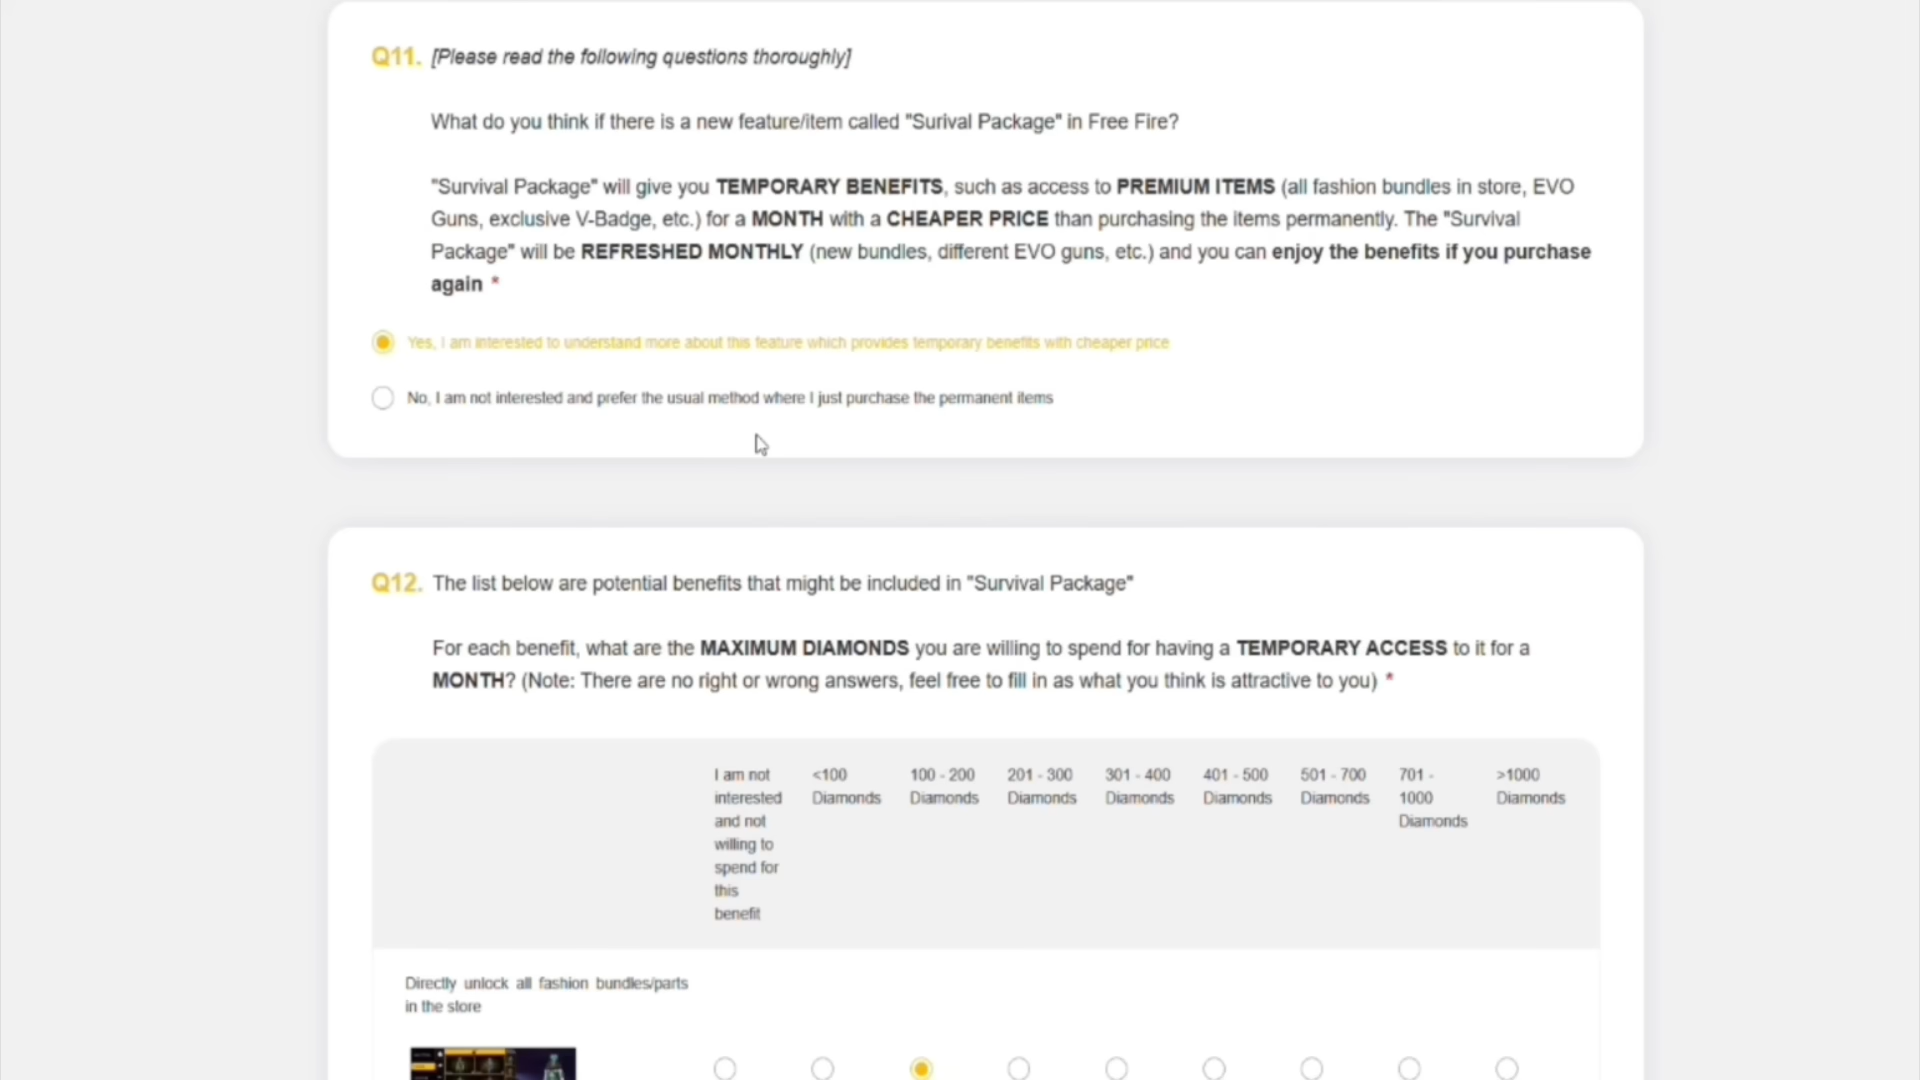 Q11. [Please read the following questions thoroughly]
What do you think if there is a new feature/item called "Surival Package" in Free Fire?
"Survival Package" will give you TEMPORARY BENEFITS, such as access to PREMIUM ITEMS (all fashion bundles in store, EVO
Guns, exclusive V-Badge, etc.) for a MONTH with a CHEAPER PRICE than purchasing the items permanently. The "Survival
Package" will be REFRESHED MONTHLY (new bundles, different EVO guns, etc.) and you can enjoy the benefits if you purchase
again *
Yes, I am interested to understand more about this feature which provides temporary benefits with cheaper price
No, I am not interested and prefer the usual method where I just purchase the permanent items
Q12. The list below are potential benefits that might be included in "Survival Package"
For each benefit, what are the MAXIMUM DIAMONDS you are willing to spend for having a TEMPORARY ACCESS to it for a
MONTH? (Note: There are no right or wrong answers, feel free to fill in as what you think is attractive to you) *
I am not
interested
and not
willing to
spend for
this
benefit
<100
Diamonds
100 - 200
Diamonds
201 - 300
Diamonds
301 - 400
Diamonds
401 - 500
Diamonds
501 - 700
Diamonds
701 -
1000
Diamonds
>1000
Diamonds
Directly unlock all fashion bundles/parts
in the store